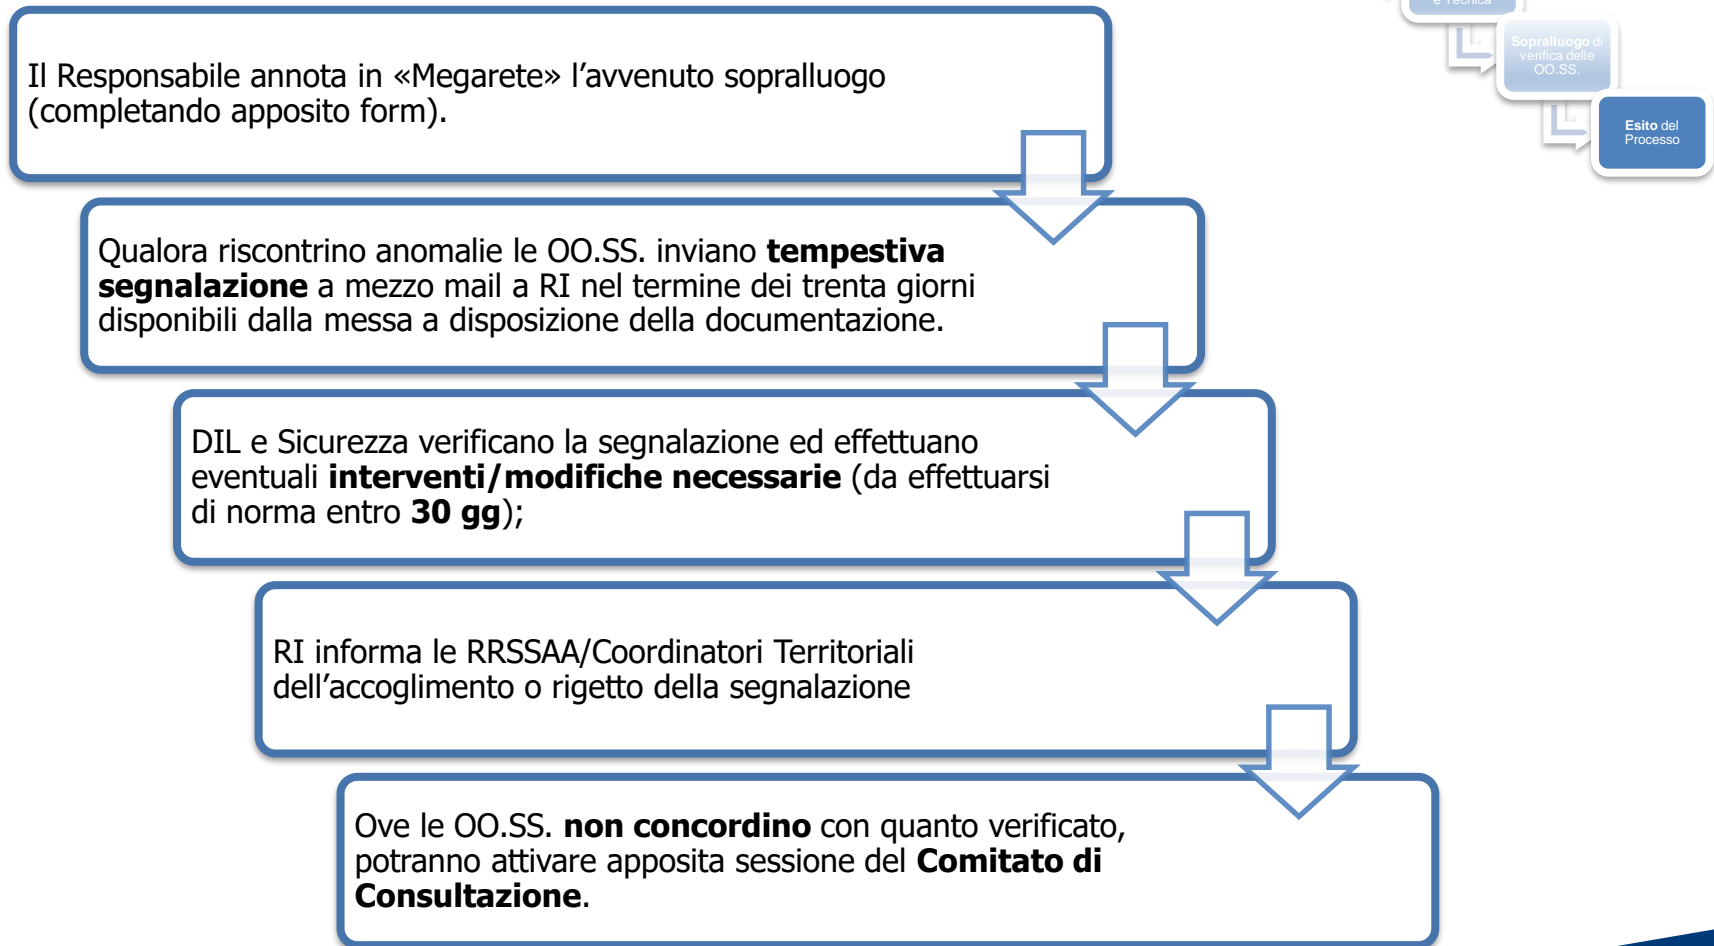 e Tecnica
Sopralluogo di
verifica delle
OO.SS.
Esito del
Processo
Il Responsabile annota in «Megarete» l’avvenuto sopralluogo
(completando apposito form).
Qualora riscontrino anomalie le OO.SS. inviano tempestiva
segnalazione a mezzo mail a RI nel termine dei trenta giorni
disponibili dalla messa a disposizione della documentazione.
DIL e Sicurezza verificano la segnalazione ed effettuano
eventuali interventi/modifiche necessarie (da effettuarsi
di norma entro 30 gg);
RI informa le RRSSAA/Coordinatori Territoriali
dell’accoglimento o rigetto della segnalazione
Ove le OO.SS. non concordino con quanto verificato,
potranno attivare apposita sessione del Comitato di
Consultazione.